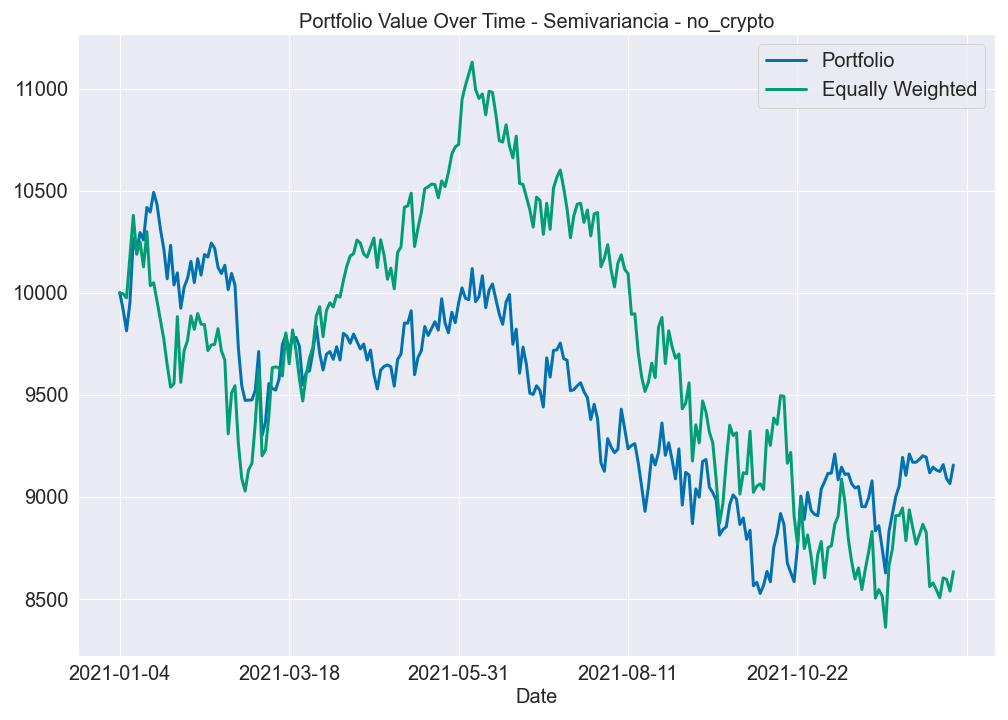 Portfolio Value Over Time - Semivariancia - no_crypto
Portfolio
Equally Weighted
11000
10500
10000
9500
9000
8500
2021-01-04
2021-03-18
2021-05-31
2021-08-11
2021-10-22
Date